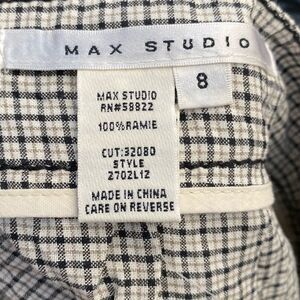 MAX STUDIO
8
MAX STUDIO
RN#58822
100%RAMIE
CUT:32080
STYLE
2702L12
MADE IN CHINA
CARE ON REVERSE